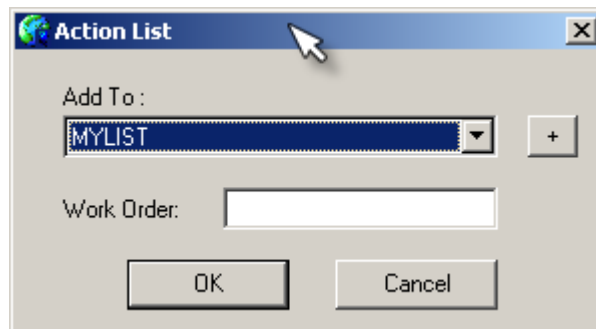 Action List
Add To :
MYLIST
+
Work Order:
OK
Cancel